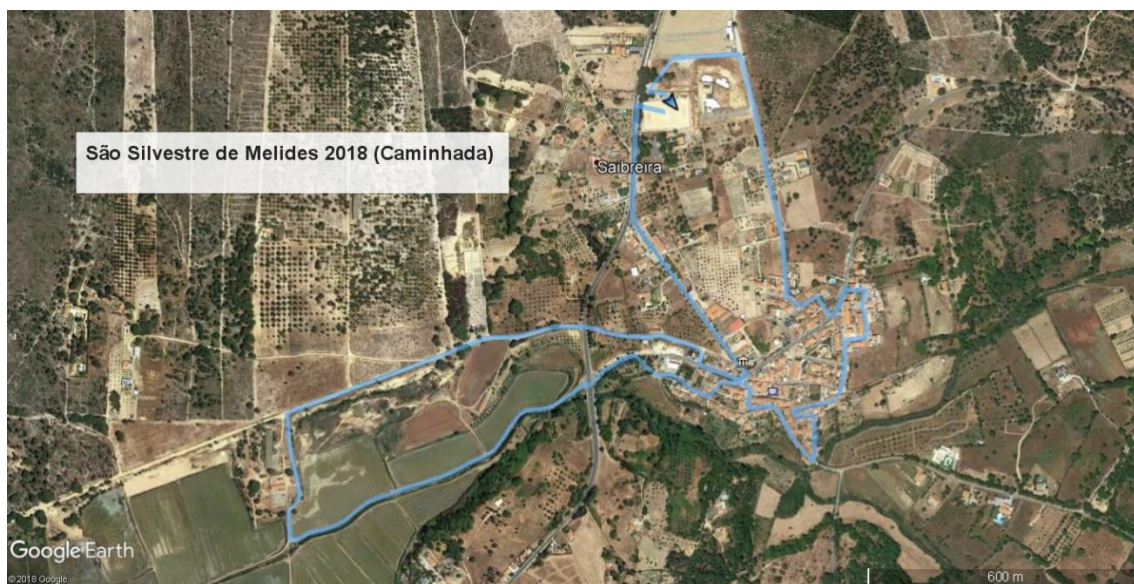 São Silvestre de Melides 2018 (Caminhada)
Saibreira
Google Earth
© 2018 Google
600 m